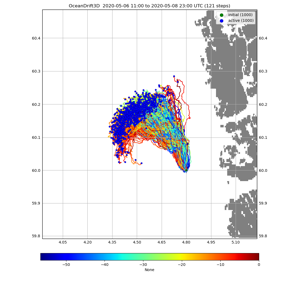 OceanDrift3D 2020-05-06 11:00 to 2020-05-08 23:00 UTC (121 steps)
initial (1000)
active (1000)
60.4
60.4
60.3
60.3
60.2
60.2
60.1
60.1
60.0
60.0
59.9
59.9
59.8
59.8
4.05 4.20 4.35 4.50 4.65 4.80 4.95 5.10
−50 −40 −30 −20 −10 0
None